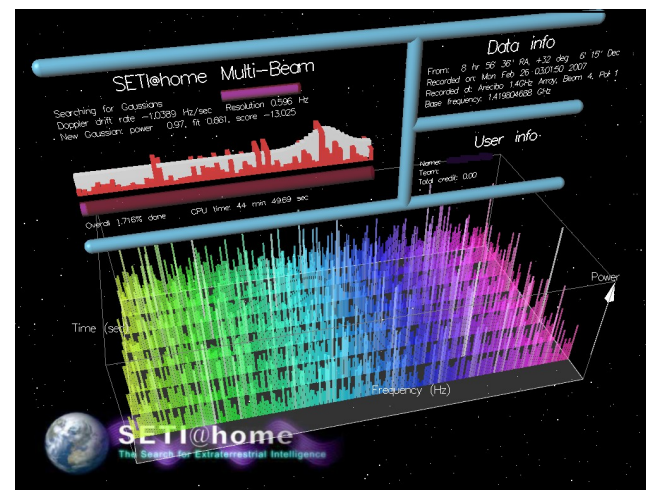 SETI@home Multi-Beam
Searching for Gaussians
Doppler drift rate -1.0389 Hz/sec Resolution 0.596 Hz
New Gaussian: power 0.97, fit 0.861, score -13.025
Overall 1.716% done CPU time: 44 min 49.69 sec
Data info
From: 8 hr 56' 36" RA, +32 deg 6' 15" Dec
Recorded on: Mon Feb 26 03:01:50 2007
Recorded at: Arecibo 1.4GHz Array, Beam 4, Pol 1
Base frequency: 1.419804688 GHz
User info
Name:
Team:
Total credit: 0.00
Power
Time (sec)
Frequency (Hz)
SETI@home
The Search for Extraterrestrial Intelligence